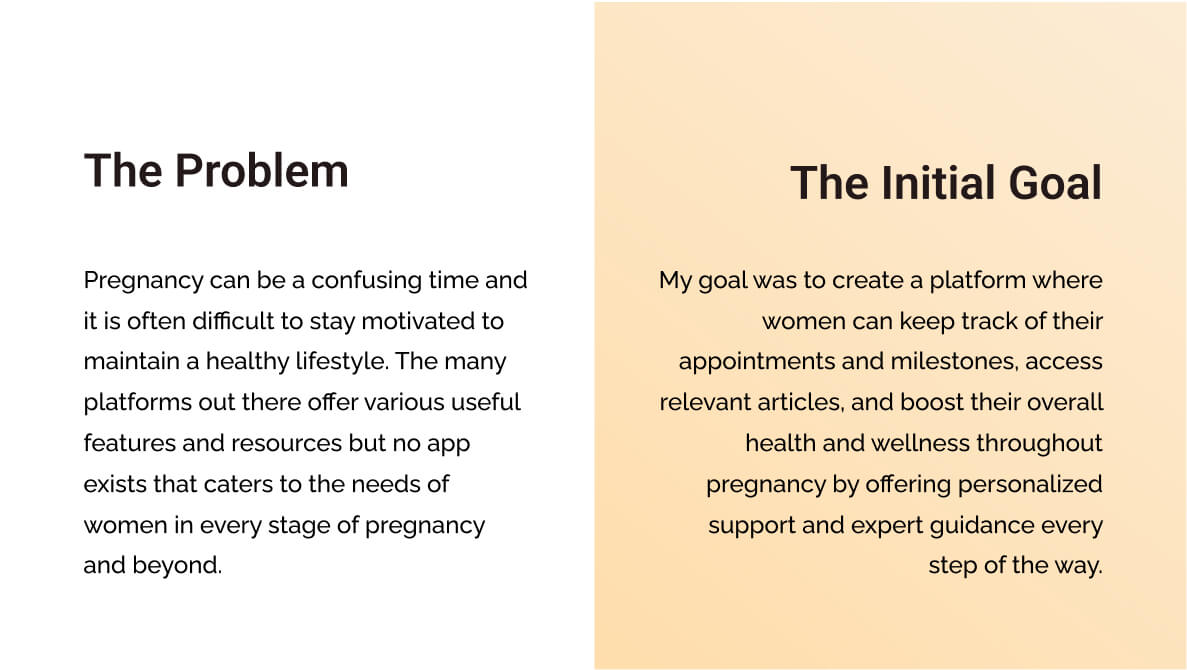 The Problem
Pregnancy can be a confusing time and
it is often difficult to stay motivated to
maintain a healthy lifestyle. The many
platforms out there offer various useful
features and resources but no app
exists that caters to the needs of
women in every stage of pregnancy
and beyond.
The Initial Goal
My goal was to create a platform where
women can keep track of their
appointments and milestones, access
relevant articles, and boost their overall
health and wellness throughout
pregnancy by offering personalized
support and expert guidance every
step of the way.